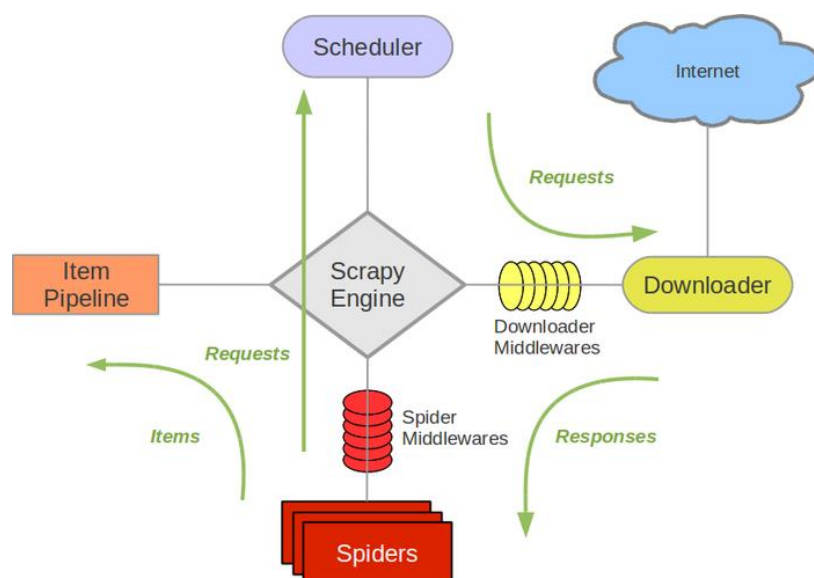 Scheduler
Internet
Requests
Item
Pipeline
Scrapy
Engine
Downloader
Downloader
Middlewares
Requests
Items
Spider
Middlewares
Responses
Spiders